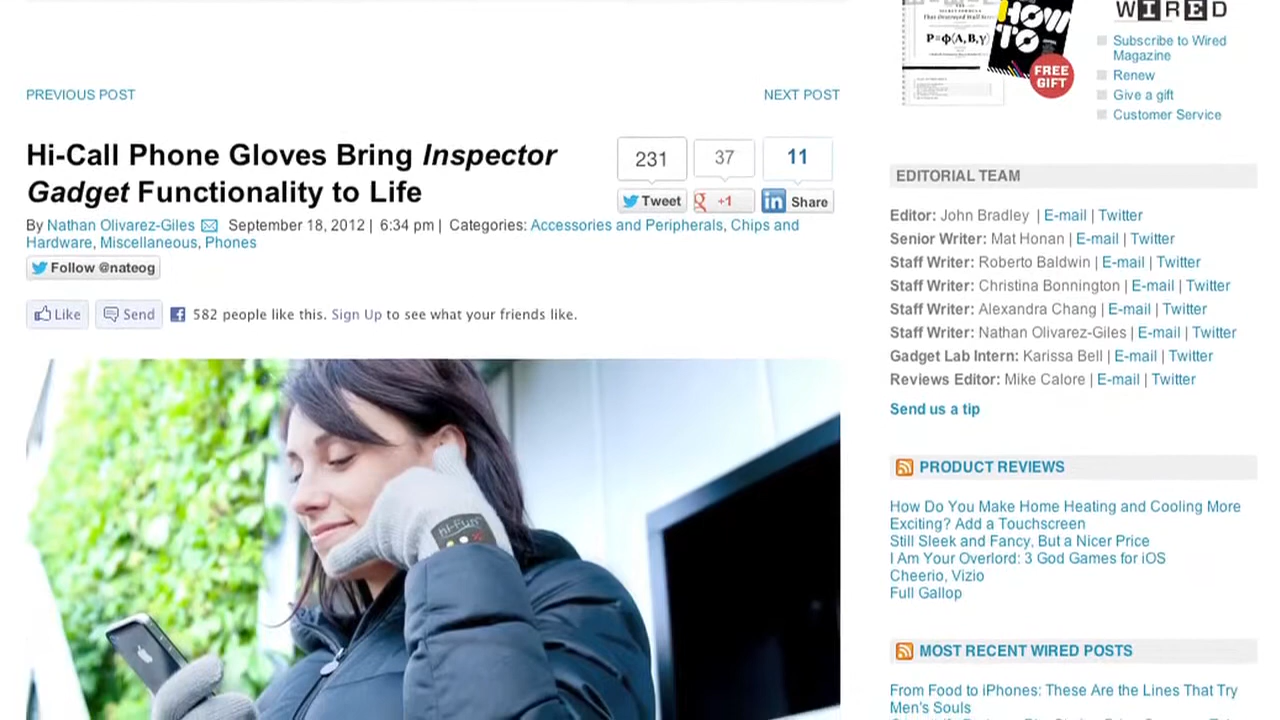 PREVIOUS POST
NEXT POST
Hi-Call Phone Gloves Bring Inspector
Gadget Functionality to Life
231
37
11
Tweet
+1
in Share
By Nathan Olivarez-Giles September 18, 2012 | 6:34 pm | Categories: Accessories and Peripherals, Chips and
Hardware, Miscellaneous, Phones
Follow @nateog
Like
Send
582 people like this. Sign Up to see what your friends like.
hi-Fun
P=φ(A,B,γ)
HOW
TO
FREE
GIFT
WIRED
Subscribe to Wired
Magazine
Renew
Give a gift
Customer Service
EDITORIAL TEAM
Editor: John Bradley | E-mail | Twitter
Senior Writer: Mat Honan | E-mail | Twitter
Staff Writer: Roberto Baldwin | E-mail | Twitter
Staff Writer: Christina Bonnington | E-mail | Twitter
Staff Writer: Alexandra Chang | E-mail | Twitter
Staff Writer: Nathan Olivarez-Giles | E-mail | Twitter
Gadget Lab Intern: Karissa Bell | E-mail | Twitter
Reviews Editor: Mike Calore | E-mail | Twitter
Send us a tip
PRODUCT REVIEWS
How Do You Make Home Heating and Cooling More
Exciting? Add a Touchscreen
Still Sleek and Fancy, But a Nicer Price
I Am Your Overlord: 3 God Games for iOS
Cheerio, Vizio
Full Gallop
MOST RECENT WIRED POSTS
From Food to iPhones: These Are the Lines That Try
Men's Souls